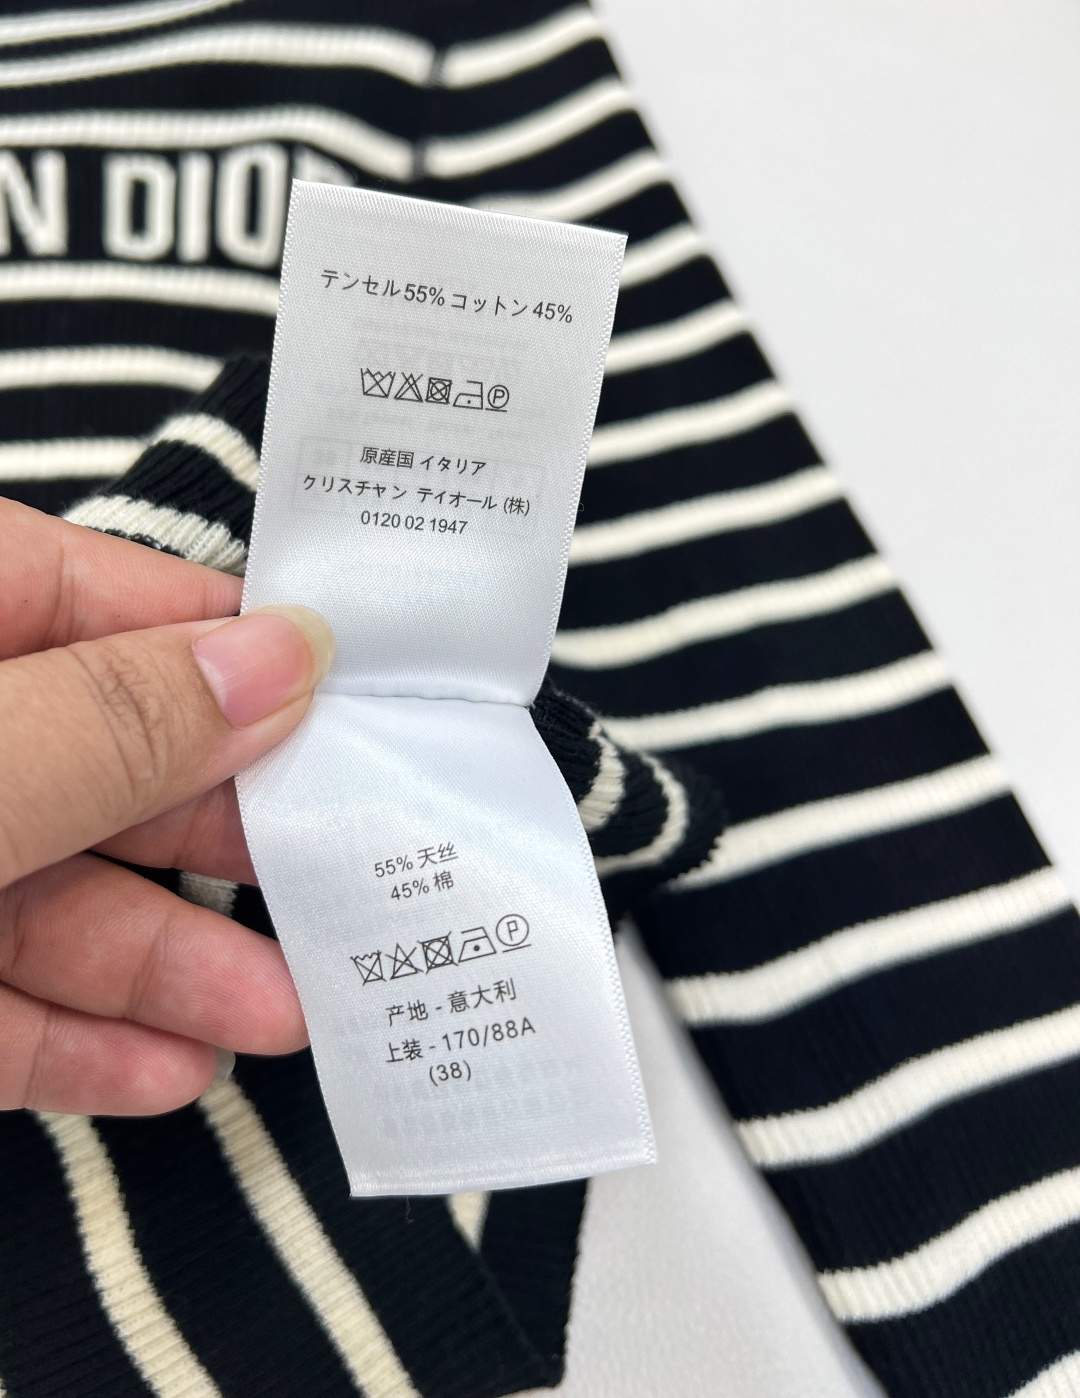 N DIOR
テンセル55% コットン45%
P
原産国 イタリア
クリスチャン ディオール (株)
0120 02 1947
55% 天丝
45% 棉
P
产地 - 意大利
上装 - 170/88A
(38)